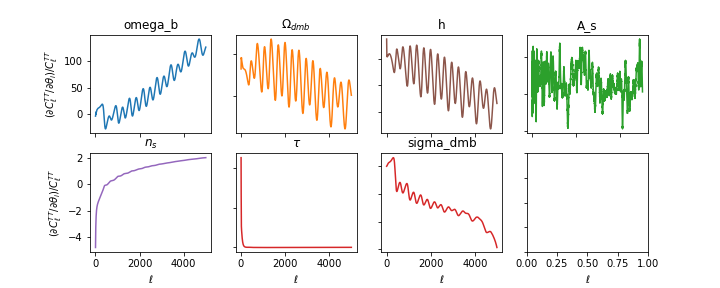 omega_b Ω_{dmb} h A_s
(∂C_ℓ^{TT}/∂θ_i)/C_ℓ^{TT}
100
50
0
n_s τ sigma_dmb
(∂C_ℓ^{TT}/∂θ_i)/C_ℓ^{TT}
2
0
−2
−4
0 2000 4000 0 2000 4000 0 2000 4000 0.00 0.25 0.50 0.75 1.00
ℓ ℓ ℓ ℓ